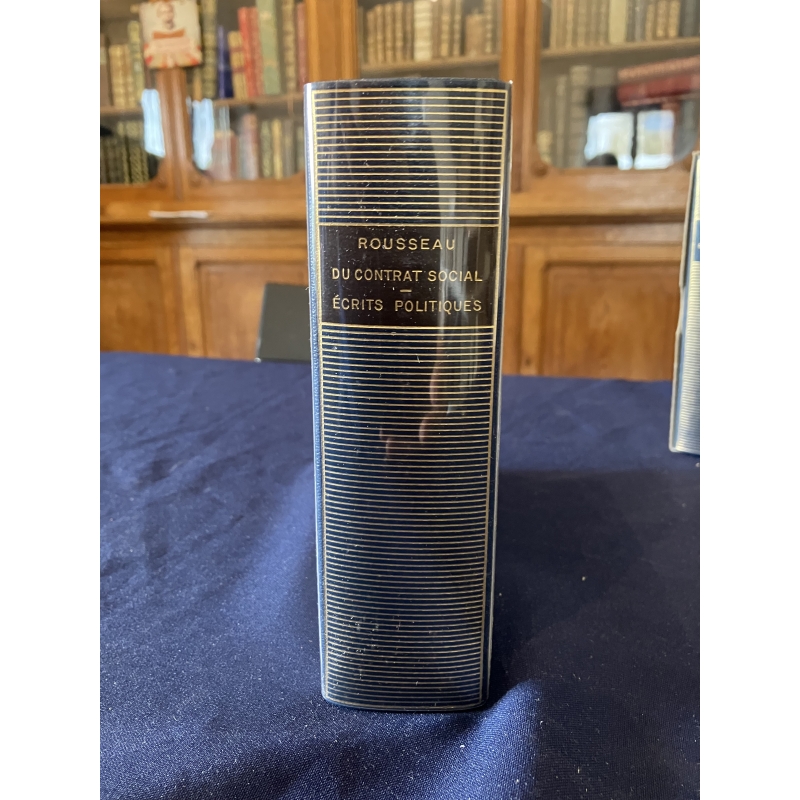 ROUSSEAU
DU CONTRAT SOCIAL
ÉCRITS POLITIQUES